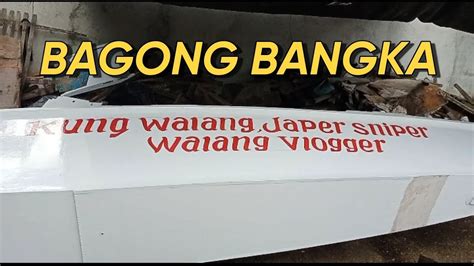 BAGONG BANGKA
Kung walang Japer sniper
walang Vlogger